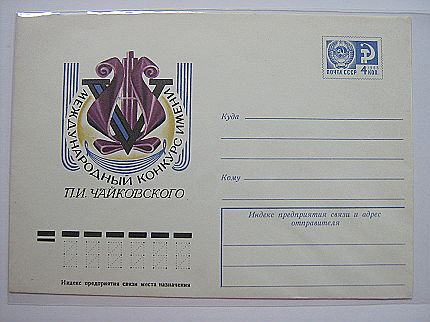 МЕЖДУНАРОДНЫЙ КОНКУРС ИМЕНИ
П.И. ЧАЙКОВСКОГО
ПОЧТА СССР
4 КОП.
Куда
Кому
Индекс предприятия связи и адрес
отправителя
Индекс предприятия связи места назначения